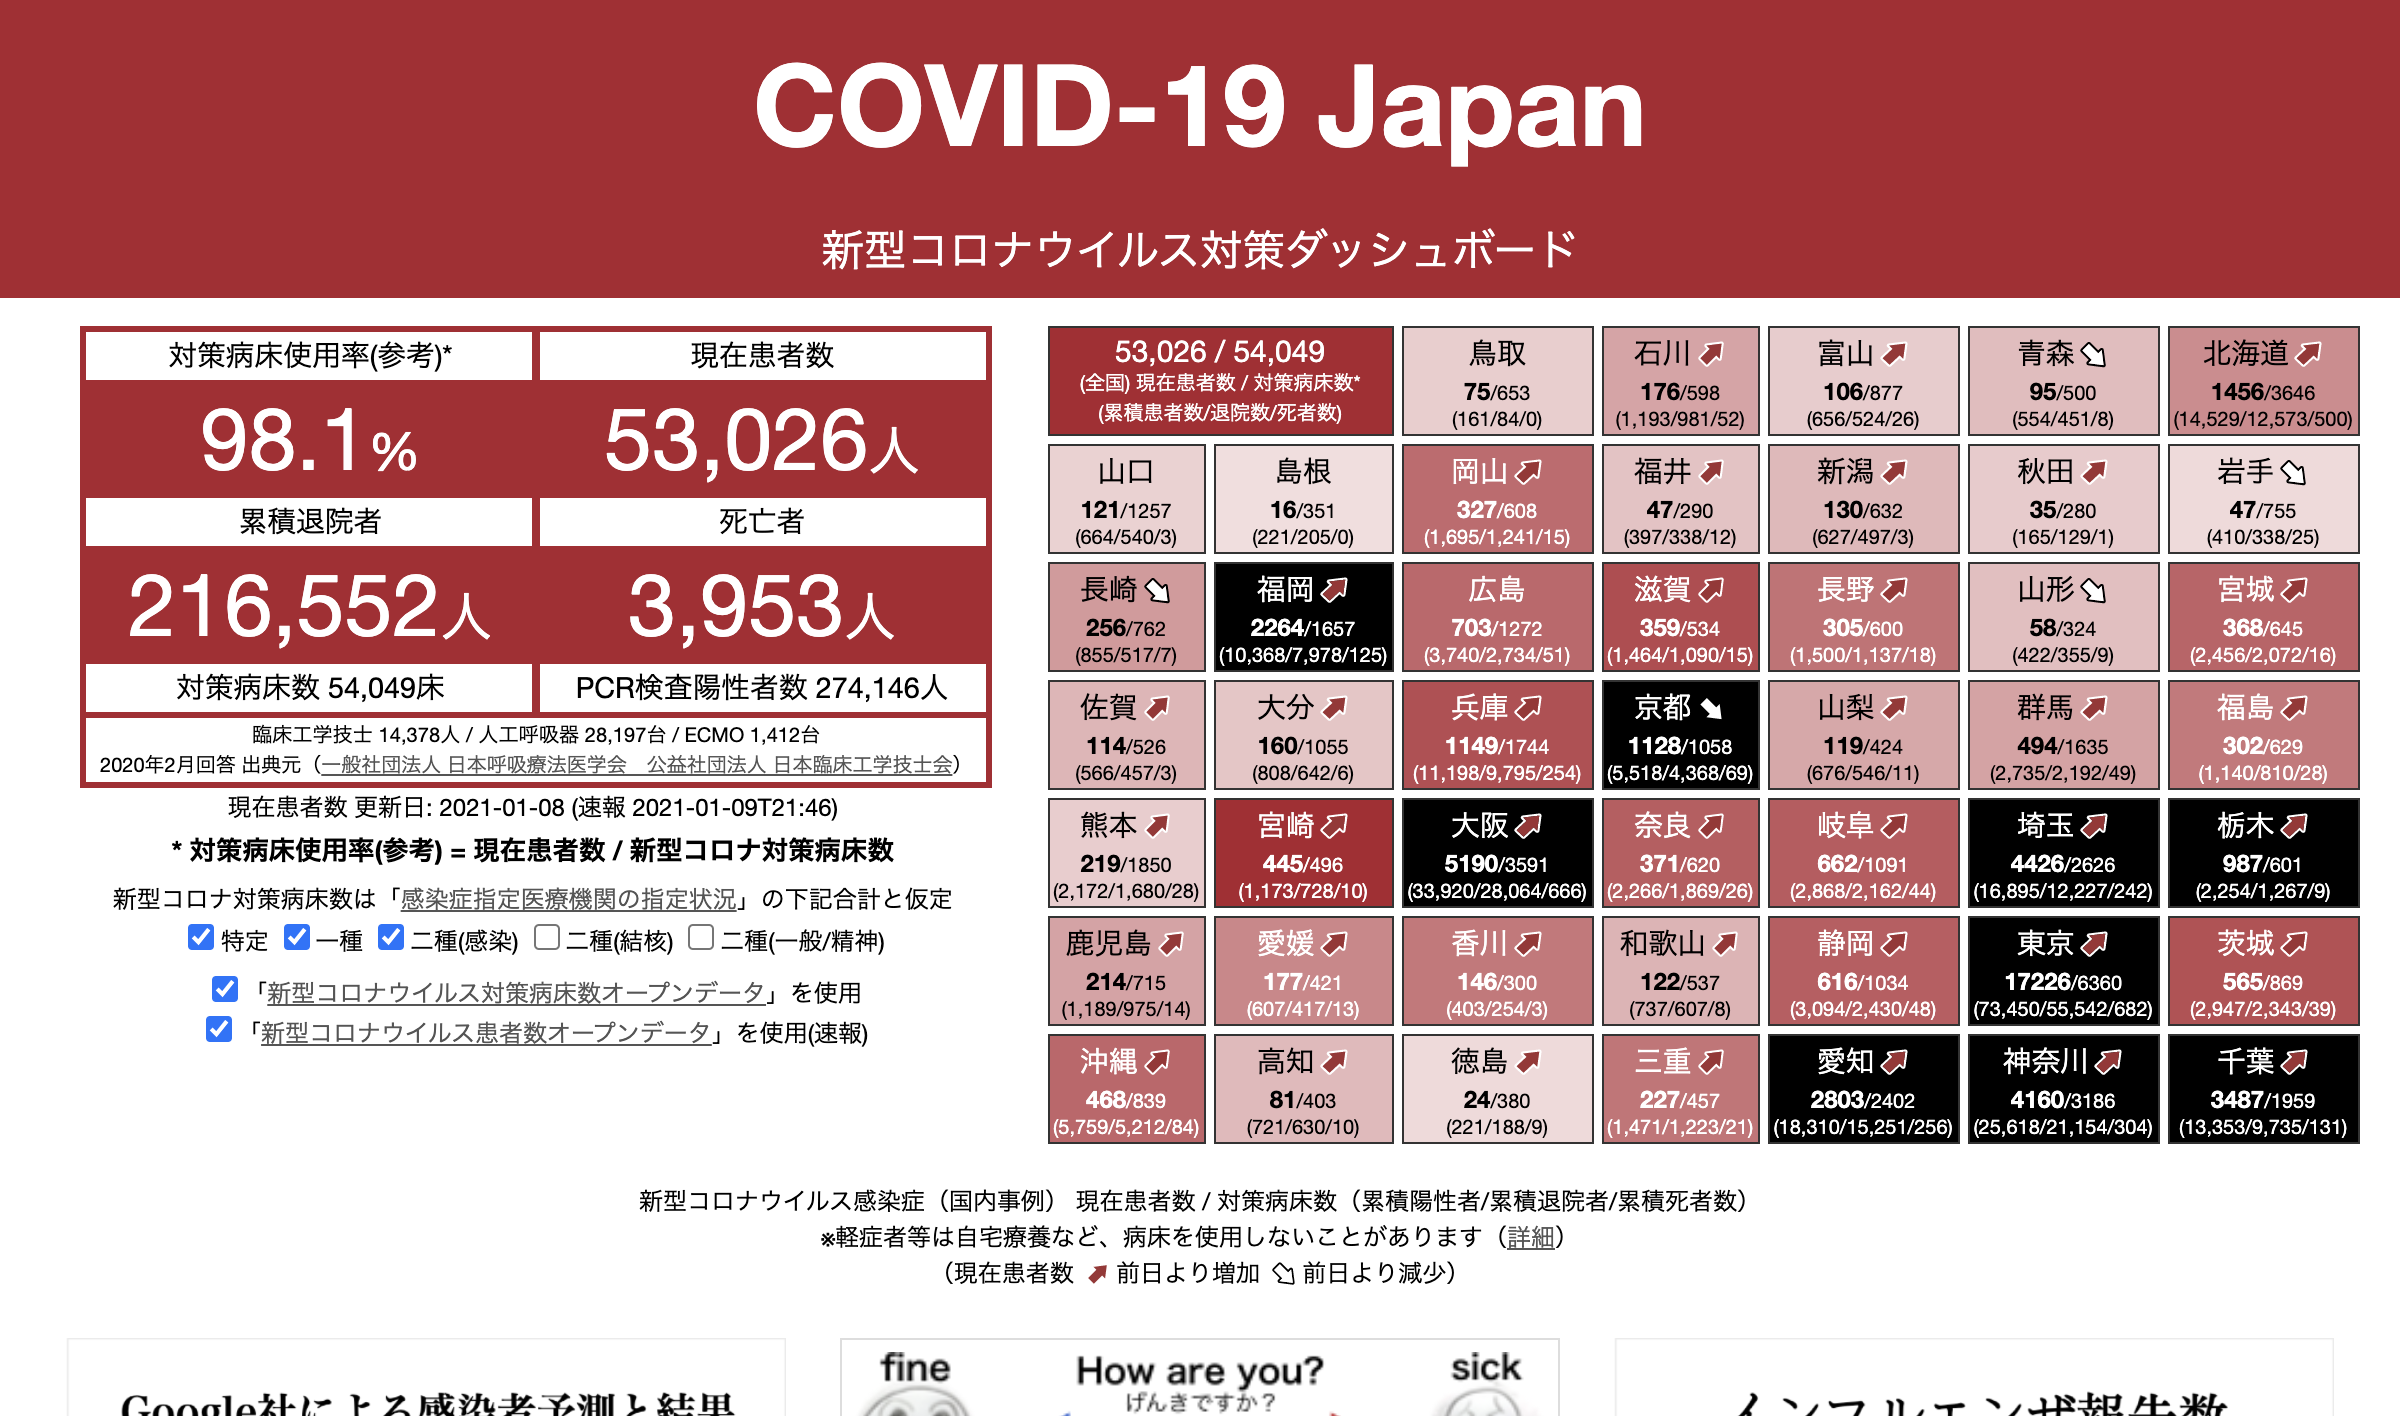 COVID-19 Japan
新型コロナウイルス対策ダッシュボード
対策病床使用率(参考)*
現在患者数
98.1%
53,026人
累積退院者
死亡者
216,552人
3,953人
対策病床数 54,049床
PCR検査陽性者数 274,146人
臨床工学技士 14,378人 / 人工呼吸器 28,197台 / ECMO 1,412台
2020年2月回答 出典元（一般社団法人 日本呼吸療法医学会　公益社団法人 日本臨床工学技士会）
現在患者数 更新日: 2021-01-08 (速報 2021-01-09T21:46)
* 対策病床使用率(参考) = 現在患者数 / 新型コロナ対策病床数
新型コロナ対策病床数は「感染症指定医療機関の指定状況」の下記合計と仮定
特定 一種 二種(感染) 二種(結核) 二種(一般/精神)
「新型コロナウイルス対策病床数オープンデータ」を使用
「新型コロナウイルス患者数オープンデータ」を使用(速報)
53,026 / 54,049
(全国) 現在患者数 / 対策病床数*
(累積患者数/退院数/死者数)
鳥取
75/653
(161/84/0)
石川
176/598
(1,193/981/52)
富山
106/877
(656/524/26)
青森
95/500
(554/451/8)
北海道
1456/3646
(14,529/12,573/500)
山口
121/1257
(664/540/3)
島根
16/351
(221/205/0)
岡山
327/608
(1,695/1,241/15)
福井
47/290
(397/338/12)
新潟
130/632
(627/497/3)
秋田
35/280
(165/129/1)
岩手
47/755
(410/338/25)
長崎
256/762
(855/517/7)
福岡
2264/1657
(10,368/7,978/125)
広島
703/1272
(3,740/2,734/51)
滋賀
359/534
(1,464/1,090/15)
長野
305/600
(1,500/1,137/18)
山形
58/324
(422/355/9)
宮城
368/645
(2,456/2,072/16)
佐賀
114/526
(566/457/3)
大分
160/1055
(808/642/6)
兵庫
1149/1744
(11,198/9,795/254)
京都
1128/1058
(5,518/4,368/69)
山梨
119/424
(676/546/11)
群馬
494/1635
(2,735/2,192/49)
福島
302/629
(1,140/810/28)
熊本
219/1850
(2,172/1,680/28)
宮崎
445/496
(1,173/728/10)
大阪
5190/3591
(33,920/28,064/666)
奈良
371/620
(2,266/1,869/26)
岐阜
662/1091
(2,868/2,162/44)
埼玉
4426/2626
(16,895/12,227/242)
栃木
987/601
(2,254/1,267/9)
鹿児島
214/715
(1,189/975/14)
愛媛
177/421
(607/417/13)
香川
146/300
(403/254/3)
和歌山
122/537
(737/607/8)
静岡
616/1034
(3,094/2,430/48)
東京
17226/6360
(73,450/55,542/682)
茨城
565/869
(2,947/2,343/39)
沖縄
468/839
(5,759/5,212/84)
高知
81/403
(721/630/10)
徳島
24/380
(221/188/9)
三重
227/457
(1,471/1,223/21)
愛知
2803/2402
(18,310/15,251/256)
神奈川
4160/3186
(25,618/21,154/304)
千葉
3487/1959
(13,353/9,735/131)
新型コロナウイルス感染症（国内事例） 現在患者数 / 対策病床数（累積陽性者/累積退院者/累積死者数）
※軽症者等は自宅療養など、病床を使用しないことがあります（詳細）
（現在患者数 前日より増加 前日より減少）
Google社による感染者予測と結果
fine
How are you?
sick
げんきですか？
インフルエンザ報告数